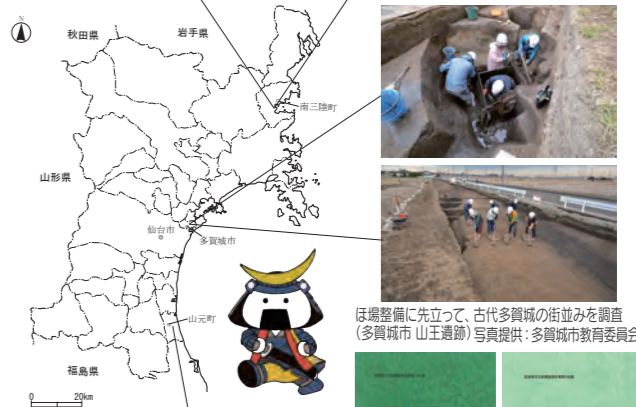 N
秋田県
岩手県
南三陸町
山形県
仙台市
多賀城市
山元町
福島県
0
20km
ほ場整備に先立って、古代多賀城の街並みを調査
(多賀城市 山王遺跡) 写真提供:多賀城市教育委員会